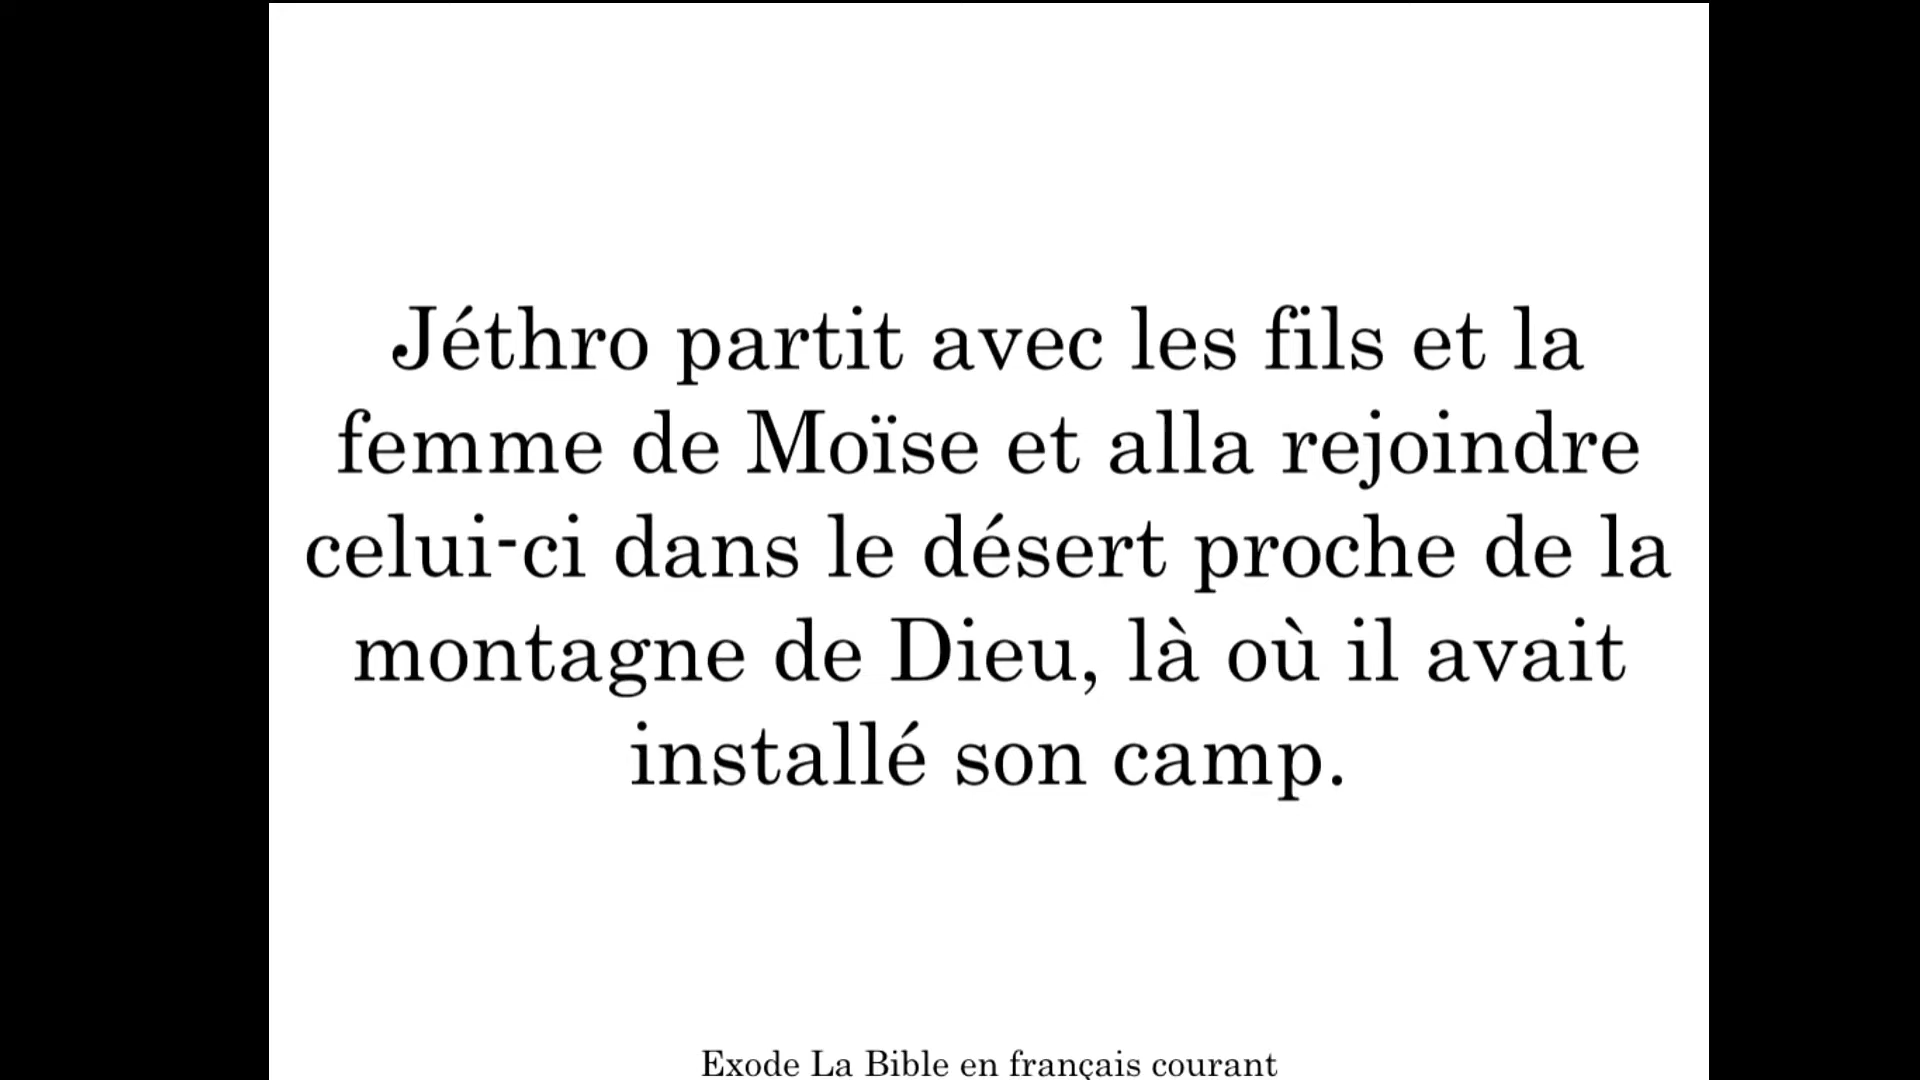 Jéthro partit avec les fils et la
femme de Moïse et alla rejoindre
celui-ci dans le désert proche de la
montagne de Dieu, là où il avait
installé son camp.
Exode La Bible en français courant